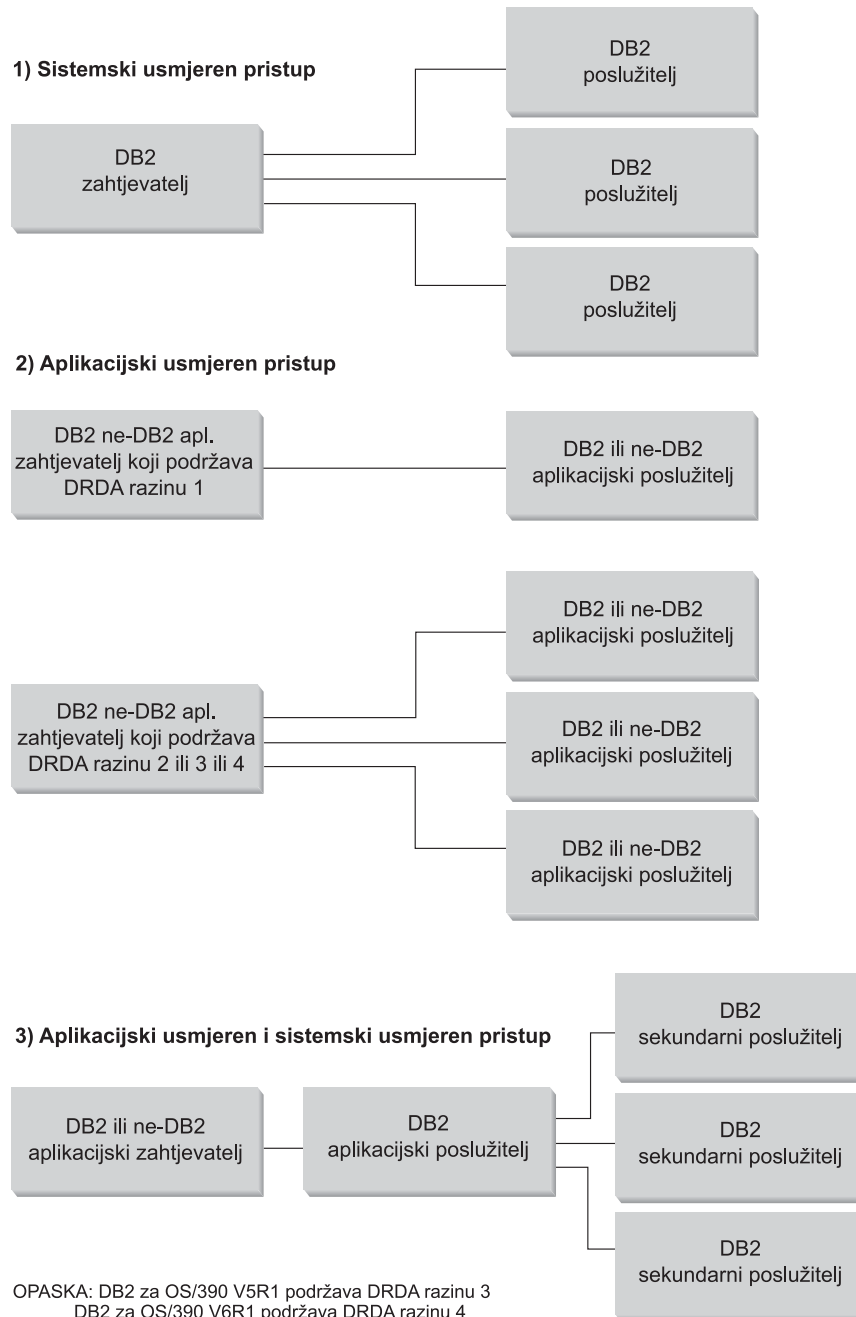 1) Sistemski usmjeren pristup
DB2
zahtjevatelj
DB2
poslužitelj
DB2
poslužitelj
DB2
poslužitelj
2) Aplikacijski usmjeren pristup
DB2 ne-DB2 apl.
zahtjevatelj koji podržava
DRDA razinu 1
DB2 ili ne-DB2
aplikacijski poslužitelj
DB2 ne-DB2 apl.
zahtjevatelj koji podržava
DRDA razinu 2 ili 3 ili 4
DB2 ili ne-DB2
aplikacijski poslužitelj
DB2 ili ne-DB2
aplikacijski poslužitelj
DB2 ili ne-DB2
aplikacijski poslužitelj
3) Aplikacijski usmjeren i sistemski usmjeren pristup
DB2 ili ne-DB2
aplikacijski zahtjevatelj
DB2
aplikacijski poslužitelj
DB2
sekundarni poslužitelj
DB2
sekundarni poslužitelj
DB2
sekundarni poslužitelj
OPASKA: DB2 za OS/390 V5R1 podržava DRDA razinu 3
DB2 za OS/390 V6R1 podržava DRDA razinu 4